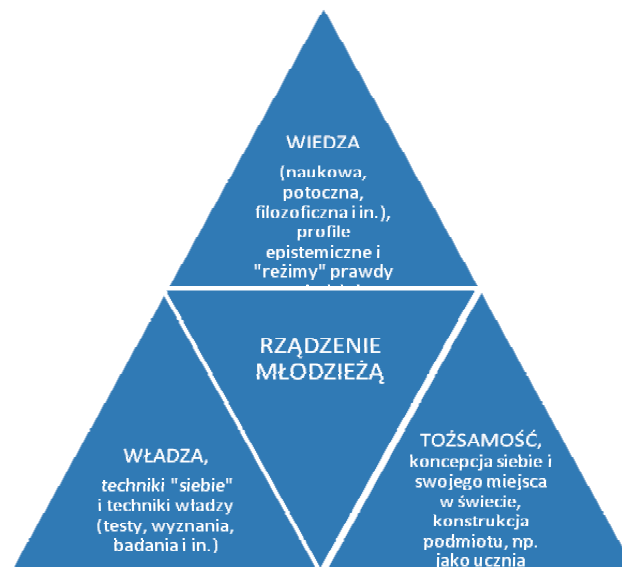 WIEDZA
(naukowa,
potoczna,
filozoficzna i in.),
profile
epistemiczne i
"reżimy" prawdy
RZĄDZENIE
MŁODZIEŻĄ
WŁADZA,
techniki "siebie"
i techniki władzy
(testy, wyznania,
badania i in.)
TOŻSAMOŚĆ,
koncepcja siebie i
swojego miejsca
w świecie,
konstrukcja
podmiotu, np.
jako ucznia